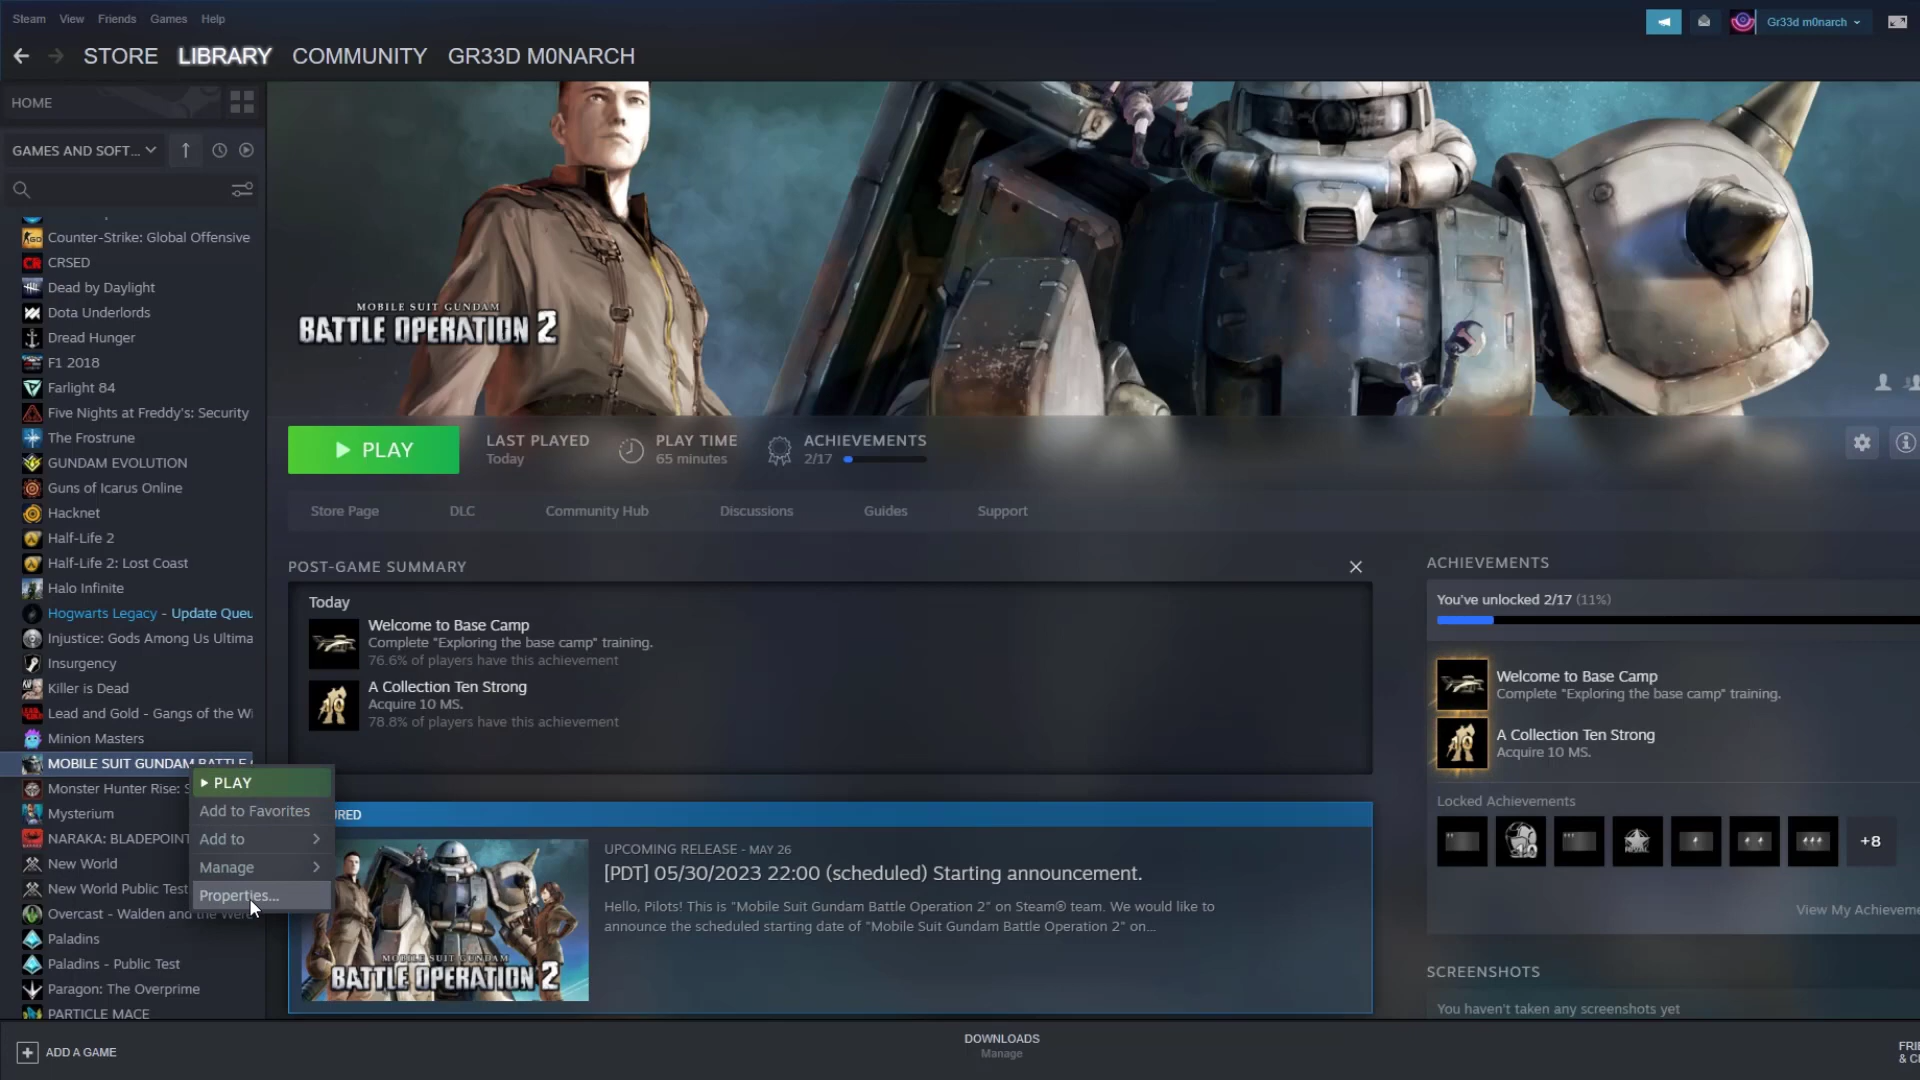 Steam View Friends Games Help
Gr33d m0narch
STORE LIBRARY COMMUNITY GR33D M0NARCH
HOME
GAMES AND SOFT...
Counter-Strike: Global Offensive
CRSED
Dead by Daylight
Dota Underlords
Dread Hunger
F1 2018
Farlight 84
Five Nights at Freddy's: Security
The Frostrune
GUNDAM EVOLUTION
Guns of Icarus Online
Hacknet
Half-Life 2
Half-Life 2: Lost Coast
Halo Infinite
Hogwarts Legacy - Update Queu
Injustice: Gods Among Us Ultima
Insurgency
Killer is Dead
Lead and Gold - Gangs of the Wi
Minion Masters
MOBILE SUIT GUNDAM BATTLE
Monster Hunter Rise: S
Mysterium
NARAKA: BLADEPOINT
New World
New World Public Test
Overcast - Walden and the Were
Paladins
Paladins - Public Test
Paragon: The Overprime
PARTICLE MACE
PLAY
Add to Favorites
Add to
Manage
Properties...
MOBILE SUIT GUNDAM
BATTLE OPERATION 2
PLAY
LAST PLAYED
Today
PLAY TIME
65 minutes
ACHIEVEMENTS
2/17
Store Page DLC Community Hub Discussions Guides Support
POST-GAME SUMMARY
Today
Welcome to Base Camp
Complete "Exploring the base camp" training.
76.6% of players have this achievement
A Collection Ten Strong
Acquire 10 MS.
78.8% of players have this achievement
URED
MOBILE SUIT GUNDAM
BATTLE OPERATION 2
UPCOMING RELEASE - MAY 26
[PDT] 05/30/2023 22:00 (scheduled) Starting announcement.
Hello, Pilots! This is "Mobile Suit Gundam Battle Operation 2" on Steam® team. We would like to
announce the scheduled starting date of "Mobile Suit Gundam Battle Operation 2" on...
ACHIEVEMENTS
You've unlocked 2/17 (11%)
Welcome to Base Camp
Complete "Exploring the base camp" training.
A Collection Ten Strong
Acquire 10 MS.
Locked Achievements
+8
View My Achieveme
SCREENSHOTS
You haven't taken any screenshots yet
ADD A GAME
DOWNLOADS
Manage
FRIE
& C